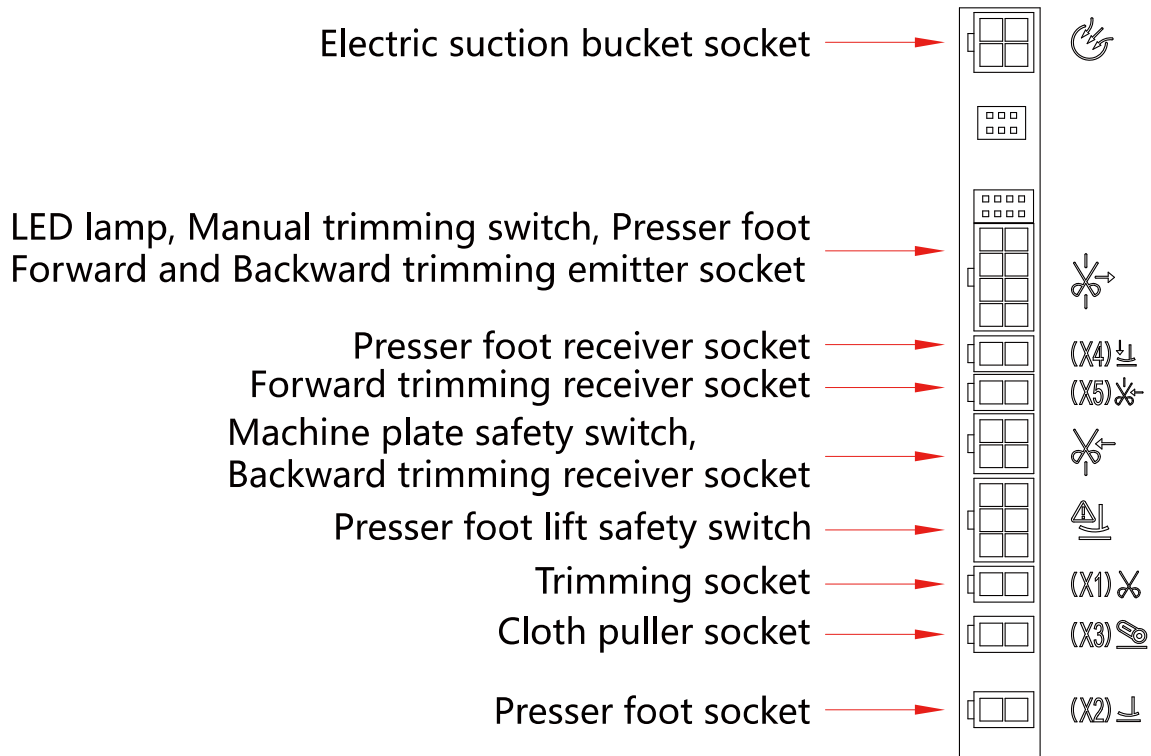 Electric suction bucket socket
LED lamp, Manual trimming switch, Presser foot
Forward and Backward trimming emitter socket
Presser foot receiver socket
(X4)
Forward trimming receiver socket
(X5)
Machine plate safety switch,
Backward trimming receiver socket
Presser foot lift safety switch
Trimming socket
(X1)
Cloth puller socket
(X3)
Presser foot socket
(X2)